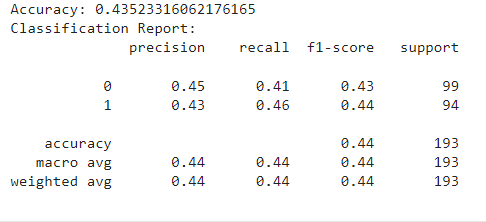 Accuracy: 0.43523316062176165
Classification Report:
precision recall f1-score support
0 0.45 0.41 0.43 99
1 0.43 0.46 0.44 94
accuracy 0.44 193
macro avg 0.44 0.44 0.44 193
weighted avg 0.44 0.44 0.44 193